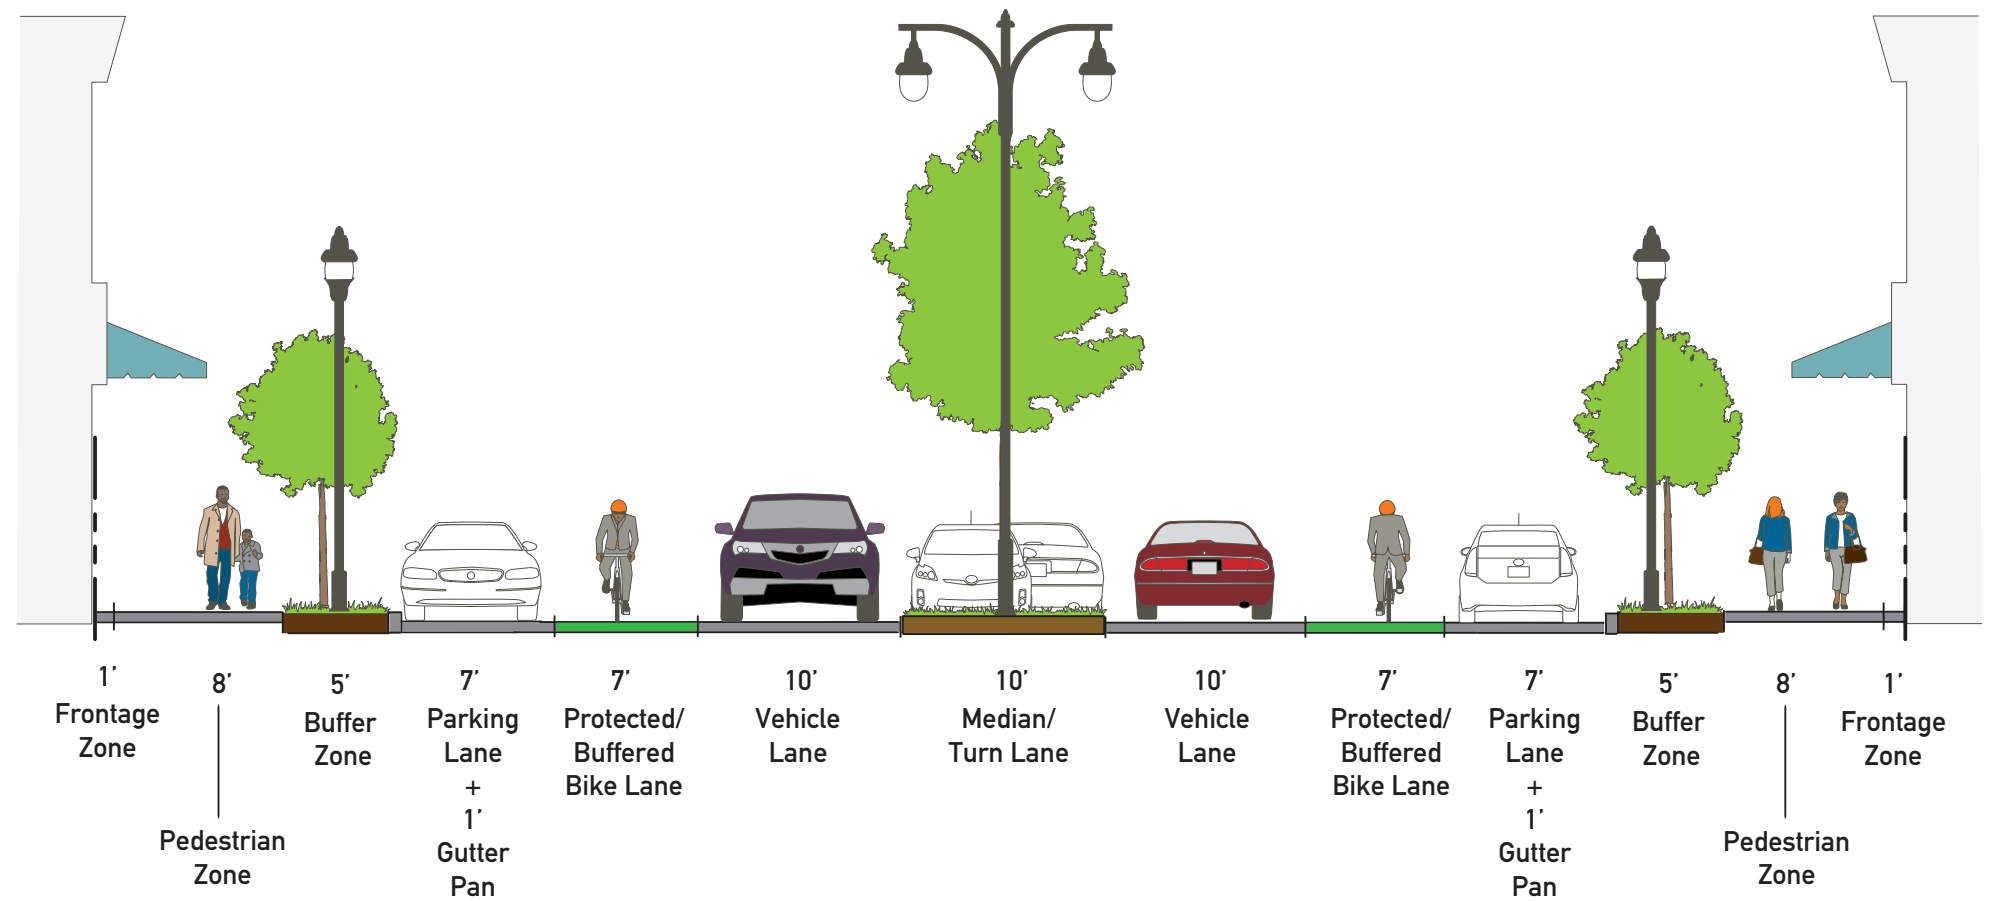 1’
Frontage
Zone
8’
Pedestrian
Zone
5’
Buffer
Zone
7’
Parking
Lane
+
1’
Gutter
Pan
7’
Protected/
Buffered
Bike Lane
10’
Vehicle
Lane
10’
Median/
Turn Lane
10’
Vehicle
Lane
7’
Protected/
Buffered
Bike Lane
7’
Parking
Lane
+
1’
Gutter
Pan
5’
Buffer
Zone
8’
Pedestrian
Zone
1’
Frontage
Zone